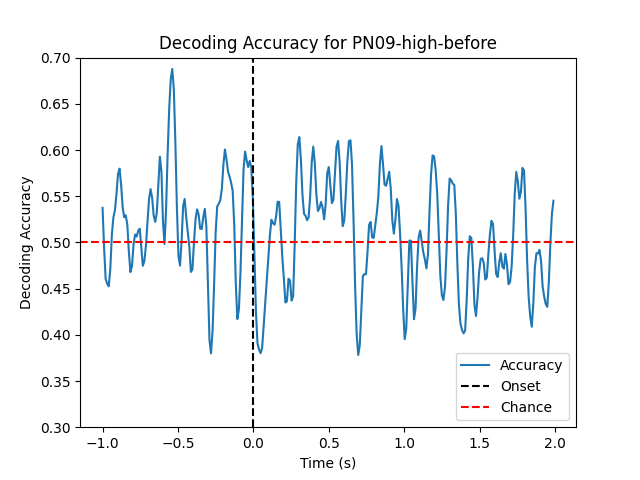 Decoding Accuracy for PN09-high-before
0.70
0.65
0.60
0.55
0.50
0.45
0.40
0.35
0.30
Decoding Accuracy
Accuracy
Onset
Chance
−1.0 −0.5 0.0 0.5 1.0 1.5 2.0
Time (s)